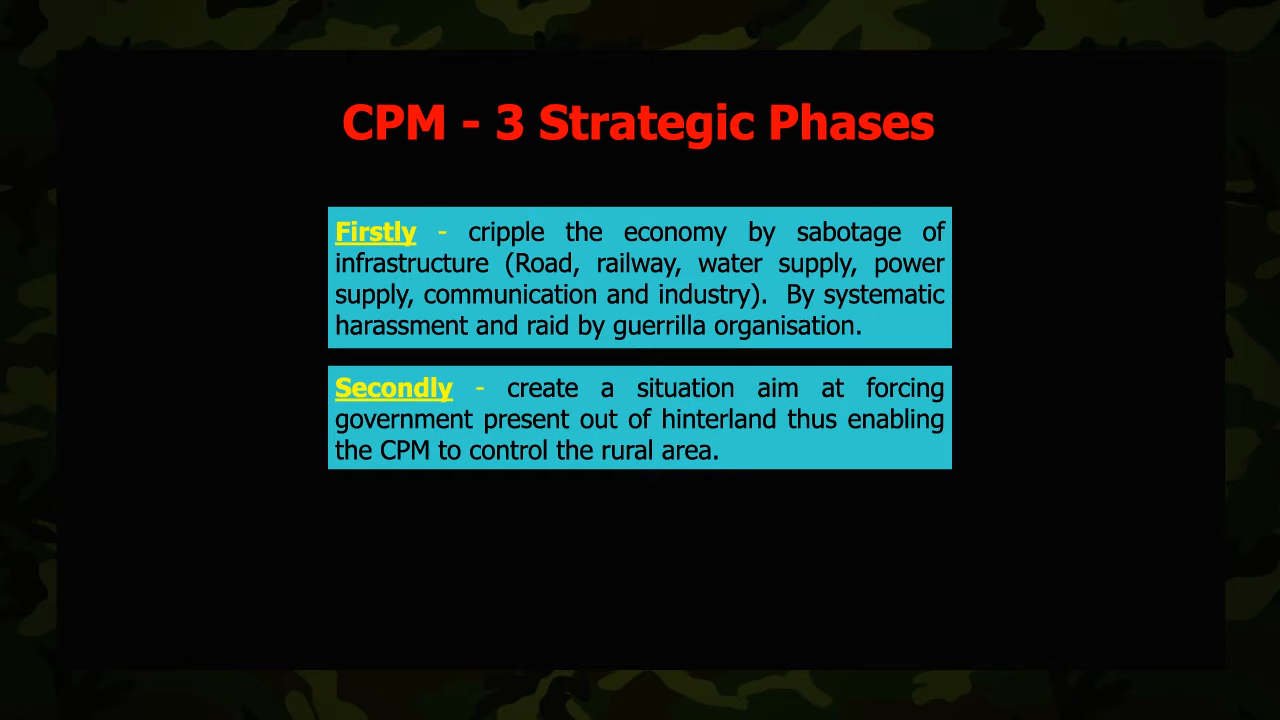 CPM - 3 Strategic Phases
Firstly - cripple the economy by sabotage of
infrastructure (Road, railway, water supply, power
supply, communication and industry).  By systematic
harassment and raid by guerrilla organisation.
Secondly - create a situation aim at forcing
government present out of hinterland thus enabling
the CPM to control the rural area.